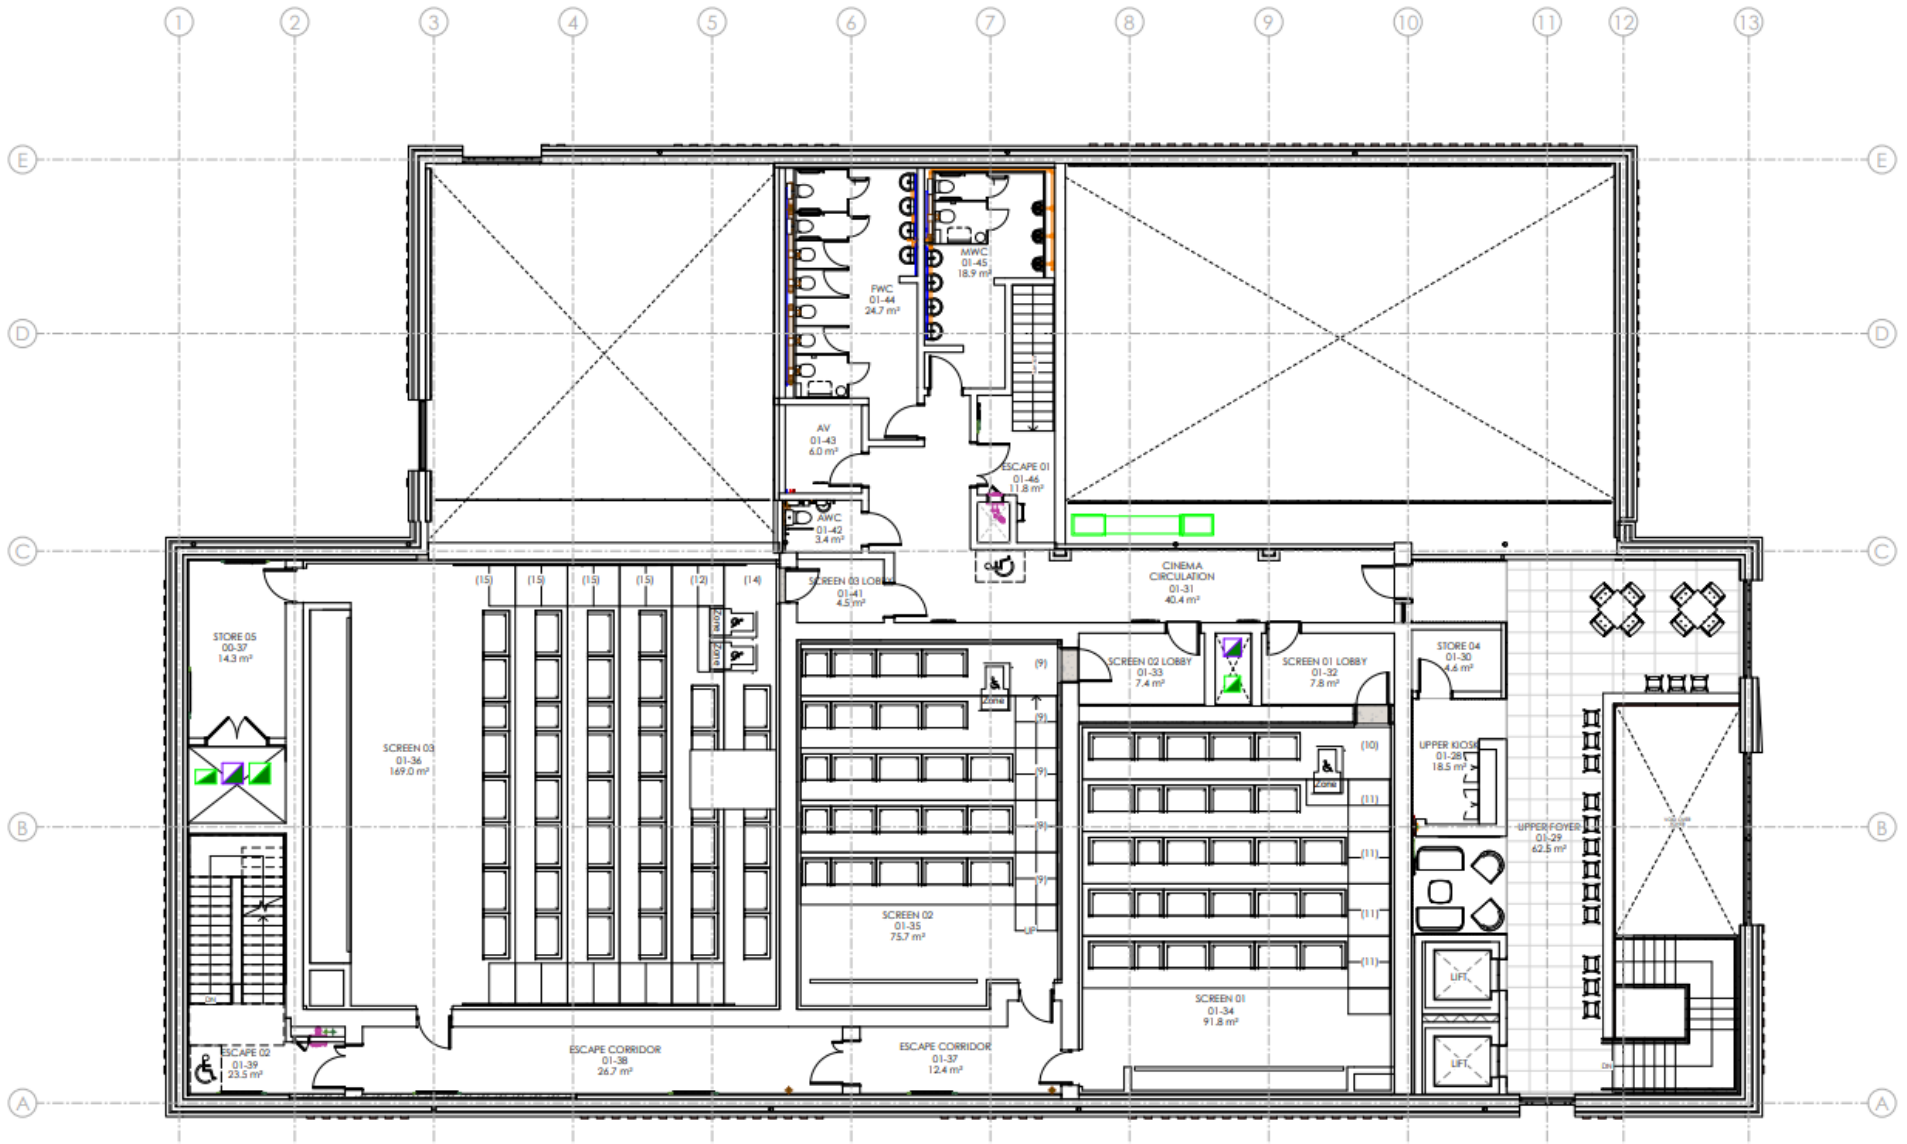 1 2 3 4 5 6 7 8 9 10 11 12 13
E E
MWC
01-45
18.9 m²
FWC
01-44
24.7 m²
D D
AV
01-43
6.0 m²
ESCAPE 01
01-46
11.8 m²
AWC
01-42
3.4 m²
C C
(15) (15) (15) (15) (12) (14)
SCREEN 03 LOBBY
01-41
4.5 m²
CINEMA
CIRCULATION
01-31
40.4 m²
STORE 05
00-37
14.3 m²
Zone
Zone
SCREEN 03
01-36
169.0 m²
(9)
(9)
(9)
(9)
(9)
Zone
UP
SCREEN 02
01-35
75.7 m²
SCREEN 02 LOBBY
01-33
7.4 m²
SCREEN 01 LOBBY
01-32
7.8 m²
STORE 04
01-30
4.6 m²
(10)
(11)
(11)
(11)
(11)
Zone
UPPER KIOSK
01-28
18.5 m²
B B
UPPER FOYER
01-29
62.5 m²
SCREEN 01
01-34
91.8 m²
LIFT
LIFT
DN
DN
ESCAPE 02
01-39
23.5 m²
ESCAPE CORRIDOR
01-38
26.7 m²
ESCAPE CORRIDOR
01-37
12.4 m²
A A